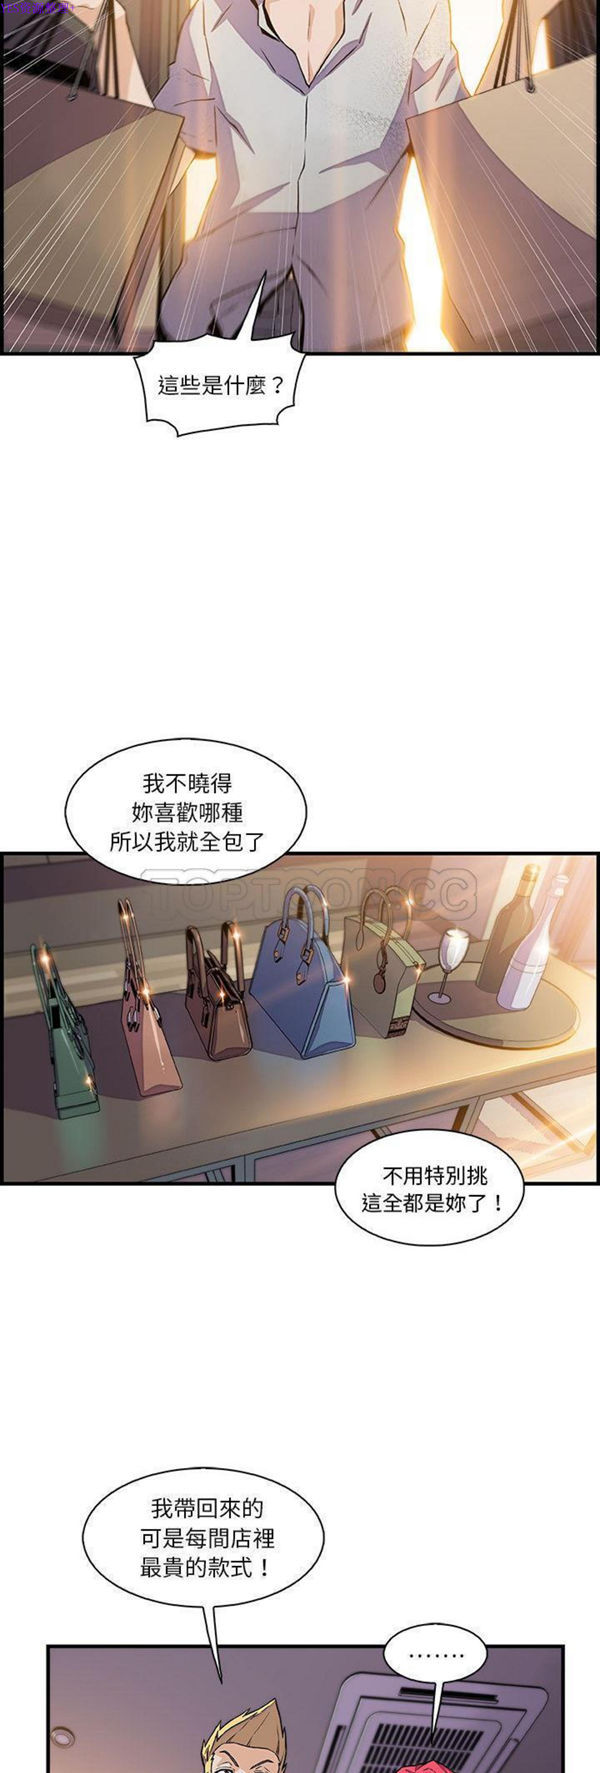 這些是什麼？
我不曉得
妳喜歡哪種
所以我就全包了
TOPTOON.CC
不用特別挑
這全都是妳了！
我帶回來的
可是每間店裡
最貴的款式！
.......